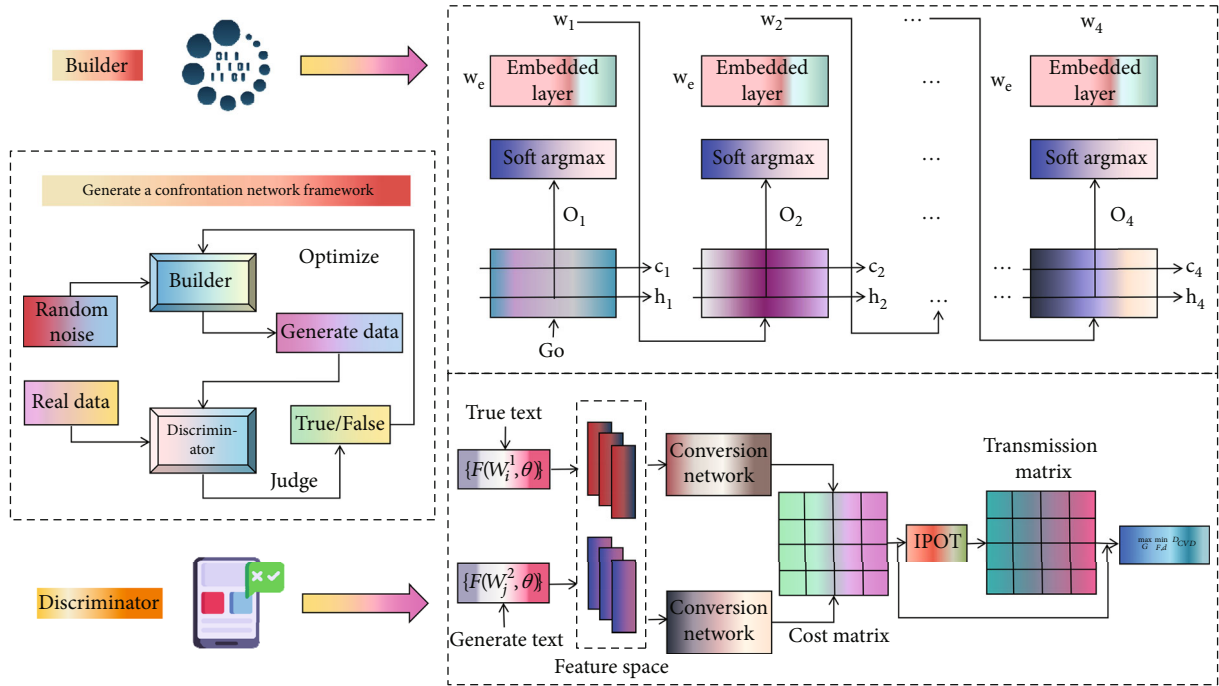 Builder
w1
w2
...
w4
we
Embedded
layer
we
Embedded
layer
...
we
Embedded
layer
Soft argmax
Soft argmax
...
Soft argmax
O1
O2
...
O4
c1
h1
c2
h2
...
...
...
c4
h4
Go
Generate a confrontation network framework
Optimize
Builder
Random
noise
Generate data
Real data
Discrimin-
ator
True/False
Judge
Discriminator
True text
{F(W_i^1, θ)}
{F(W_j^2, θ)}
Generate text
Feature space
Conversion
network
Conversion
network
Cost matrix
IPOT
Transmission
matrix